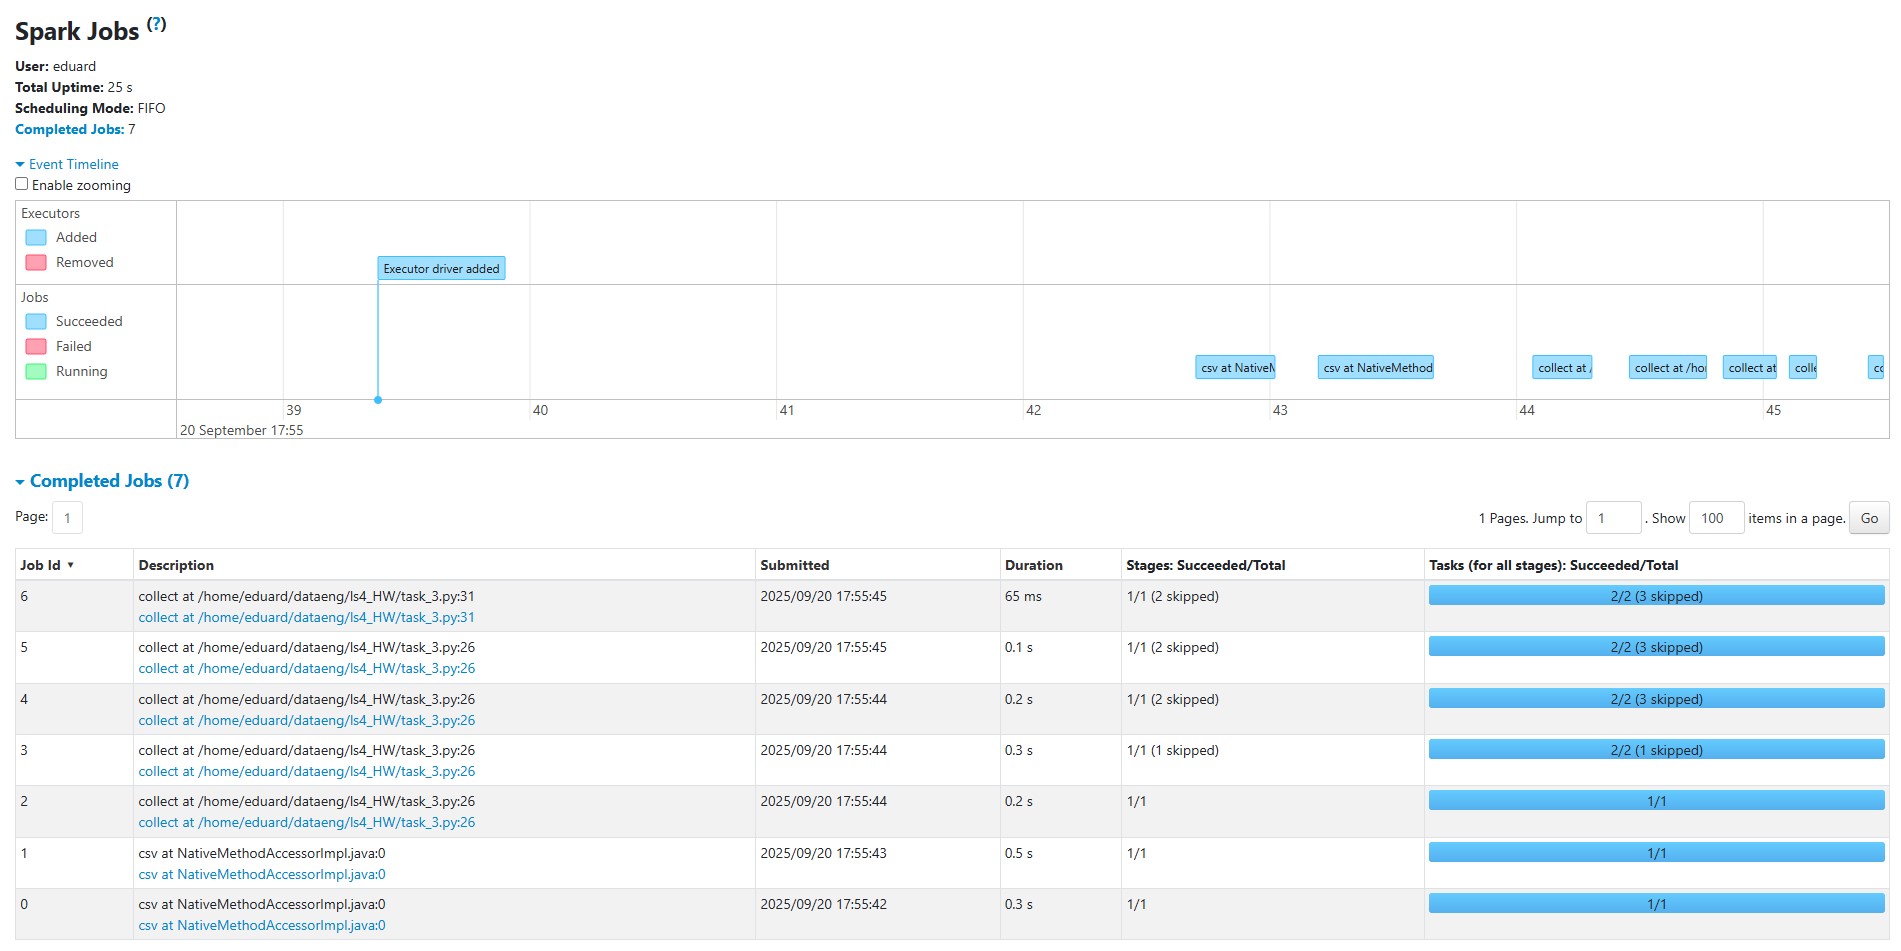 Spark Jobs (?)
User: eduard
Total Uptime: 25 s
Scheduling Mode: FIFO
Completed Jobs: 7
Event Timeline
Enable zooming
Executors
Added
Removed
Executor driver added
Jobs
Succeeded
Failed
Running
csv at NativeM
csv at NativeMethod
collect at /
collect at /ho
collect at
colle
co
39 40 41 42 43 44 45
20 September 17:55
Completed Jobs (7)
Page: 1
1 Pages. Jump to 1 . Show 100 items in a page. Go
Job Id ▾ Description Submitted Duration Stages: Succeeded/Total Tasks (for all stages): Succeeded/Total
6 collect at /home/eduard/dataeng/ls4_HW/task_3.py:31 2025/09/20 17:55:45 65 ms 1/1 (2 skipped) 2/2 (3 skipped)
collect at /home/eduard/dataeng/ls4_HW/task_3.py:31
5 collect at /home/eduard/dataeng/ls4_HW/task_3.py:26 2025/09/20 17:55:45 0.1 s 1/1 (2 skipped) 2/2 (3 skipped)
collect at /home/eduard/dataeng/ls4_HW/task_3.py:26
4 collect at /home/eduard/dataeng/ls4_HW/task_3.py:26 2025/09/20 17:55:44 0.2 s 1/1 (2 skipped) 2/2 (3 skipped)
collect at /home/eduard/dataeng/ls4_HW/task_3.py:26
3 collect at /home/eduard/dataeng/ls4_HW/task_3.py:26 2025/09/20 17:55:44 0.3 s 1/1 (1 skipped) 2/2 (1 skipped)
collect at /home/eduard/dataeng/ls4_HW/task_3.py:26
2 collect at /home/eduard/dataeng/ls4_HW/task_3.py:26 2025/09/20 17:55:44 0.2 s 1/1 1/1
collect at /home/eduard/dataeng/ls4_HW/task_3.py:26
1 csv at NativeMethodAccessorImpl.java:0 2025/09/20 17:55:43 0.5 s 1/1 1/1
csv at NativeMethodAccessorImpl.java:0
0 csv at NativeMethodAccessorImpl.java:0 2025/09/20 17:55:42 0.3 s 1/1 1/1
csv at NativeMethodAccessorImpl.java:0